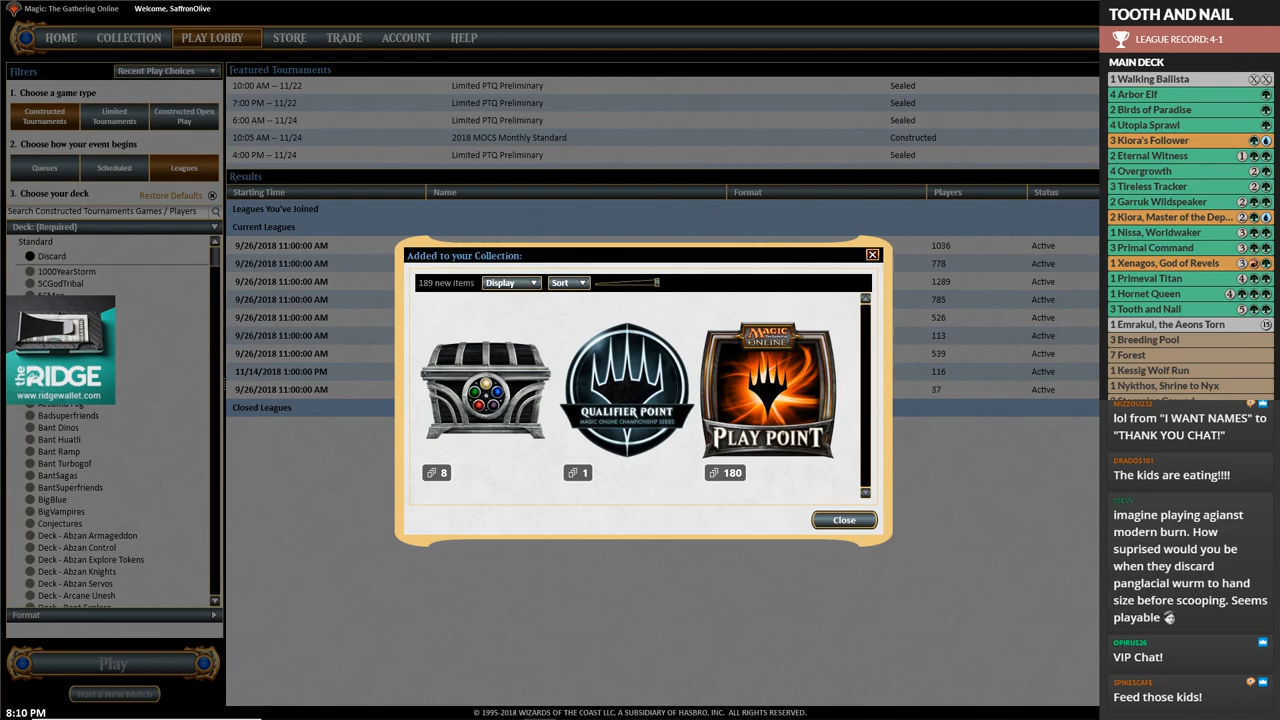 Magic: The Gathering Online
Welcome, SaffronOlive
HOME COLLECTION PLAY LOBBY STORE TRADE ACCOUNT HELP
Filters
Recent Play Choices
1. Choose a game type
Constructed Tournaments
Limited Tournaments
Constructed Open Play
2. Choose how your event begins
Queues
Scheduled
Leagues
3. Choose your deck
Restore Defaults
Search Constructed Tournaments Games / Players
Deck: (Required)
Standard
Discard
1000YearStorm
5CGodTribal
the RIDGE
www.ridgewallet.com
Badsuperfriends
Bant Dinos
Bant Huatli
Bant Ramp
Bant Turbogof
BantSagas
BantSuperfriends
BigBlue
BigVampires
Conjectures
Deck - Abzan Armageddon
Deck - Abzan Control
Deck - Abzan Explore Tokens
Deck - Abzan Knights
Deck - Abzan Servos
Deck - Arcane Unesh
Format
Play
Host a New Match
8:10 PM
Featured Tournaments
10:00 AM -- 11/22 Limited PTQ Preliminary Sealed
7:00 PM -- 11/22 Limited PTQ Preliminary Sealed
6:00 AM -- 11/24 Limited PTQ Preliminary Sealed
10:05 AM -- 11/24 2018 MOCS Monthly Standard Constructed
4:00 PM -- 11/24 Limited PTQ Preliminary Sealed
Results
Starting Time Name Format Players Status
Leagues You've Joined
Current Leagues
9/26/2018 11:00:00 AM 1036 Active
9/26/2018 11:00:00 AM 778 Active
9/26/2018 11:00:00 AM 1289 Active
9/26/2018 11:00:00 AM 785 Active
9/26/2018 11:00:00 AM 526 Active
9/26/2018 11:00:00 AM 113 Active
9/26/2018 11:00:00 AM 539 Active
11/14/2018 1:00:00 PM 116 Active
9/26/2018 11:00:00 AM 37 Active
Closed Leagues
Added to your Collection:
189 new items
Display
Sort
QUALIFIER POINT
MAGIC ONLINE CHAMPIONSHIP SERIES
MAGIC ONLINE
PLAY POINT
8
1
180
Close
© 1995-2018 WIZARDS OF THE COAST LLC, A SUBSIDIARY OF HASBRO, INC. ALL RIGHTS RESERVED.
TOOTH AND NAIL
LEAGUE RECORD: 4-1
MAIN DECK
1 Walking Ballista X X
4 Arbor Elf
2 Birds of Paradise
4 Utopia Sprawl
3 Kiora's Follower
2 Eternal Witness 1
4 Overgrowth 2
3 Tireless Tracker 2
2 Garruk Wildspeaker 2
2 Kiora, Master of the Dep... 2
1 Nissa, Worldwaker 3
3 Primal Command 3
1 Xenagos, God of Revels 3
1 Primeval Titan 4
1 Hornet Queen 4
3 Tooth and Nail 5
1 Emrakul, the Aeons Torn 15
3 Breeding Pool
7 Forest
1 Kessig Wolf Run
1 Nykthos, Shrine to Nyx
MIZZOU232
lol from "I WANT NAMES" to
"THANK YOU CHAT!"
DRADOS101
The kids are eating!!!!
SSEVV
imagine playing agianst
modern burn. How
suprised would you be
when they discard
panglacial wurm to hand
size before scooping. Seems
playable
OPIRUS26
VIP Chat!
SPIKESCAFE
Feed those kids!